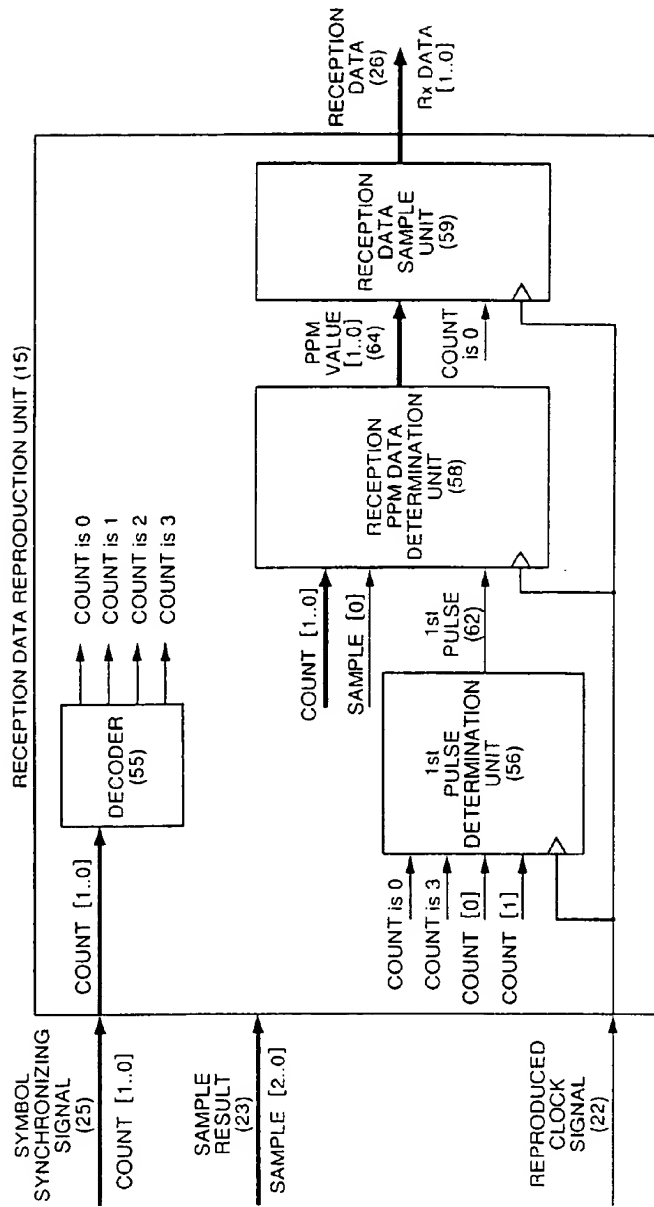 RECEPTION DATA REPRODUCTION UNIT (15)
SYMBOL
SYNCHRONIZING
SIGNAL
(25)
COUNT [1..0]
COUNT [1..0]
DECODER
(55)
COUNT is 0
COUNT is 1
COUNT is 2
COUNT is 3
SAMPLE
RESULT
(23)
SAMPLE [2..0]
COUNT [1..0]
SAMPLE [0]
RECEPTION
PPM DATA
DETERMINATION
UNIT
(58)
PPM
VALUE
[1..0]
(64)
COUNT
is 0
RECEPTION
DATA
SAMPLE
UNIT
(59)
RECEPTION
DATA
(26)
Rx DATA
[1..0]
COUNT is 0
COUNT is 3
COUNT [0]
COUNT [1]
1st
PULSE
DETERMINATION
UNIT
(56)
1st
PULSE
(62)
REPRODUCED
CLOCK
SIGNAL
(22)